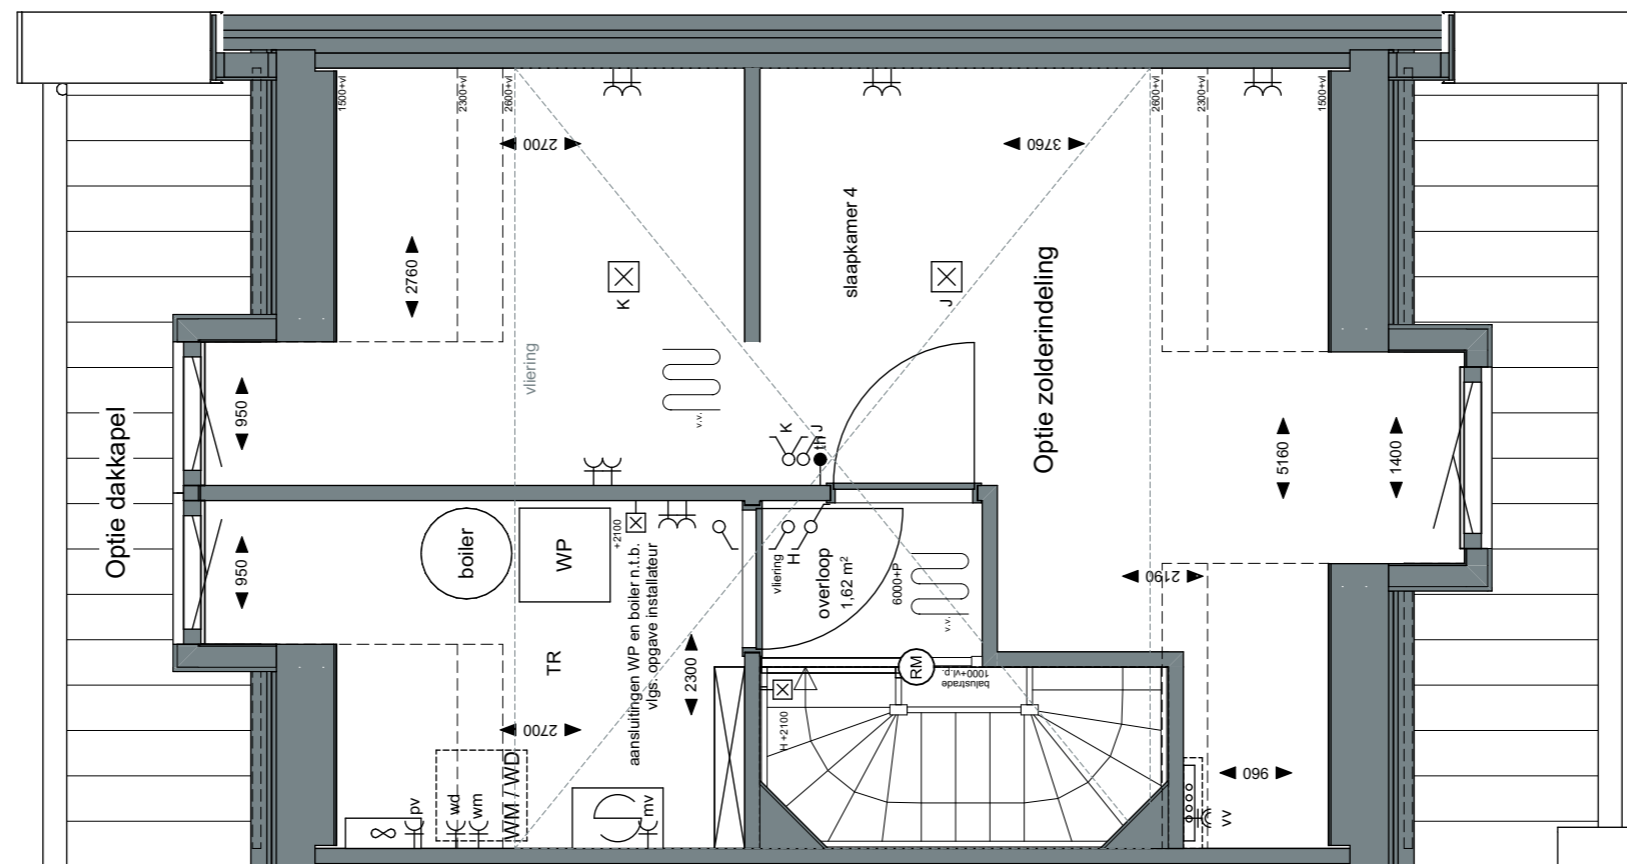 1500+vl
2300+vl
2600+vl
2600+vl
2300+vl
1500+vl
2700
3760
2760
slaapkamer 4
K
J
Optie zolderindeling
vliering
v.v.
950
Optie dakkapel
K
J
th
5160
1400
boiler
WP
+2100
aansluitingen WP en boiler n.t.b.
vlgs. opgave installateur
950
vliering
H
overloop
1,62 m²
6000+P
v.v.
2190
TR
2300
RM
balustrade
1000+vl.p.
H +2100
2700
WM / WD
pv
wd
wm
mv
8
960
vv